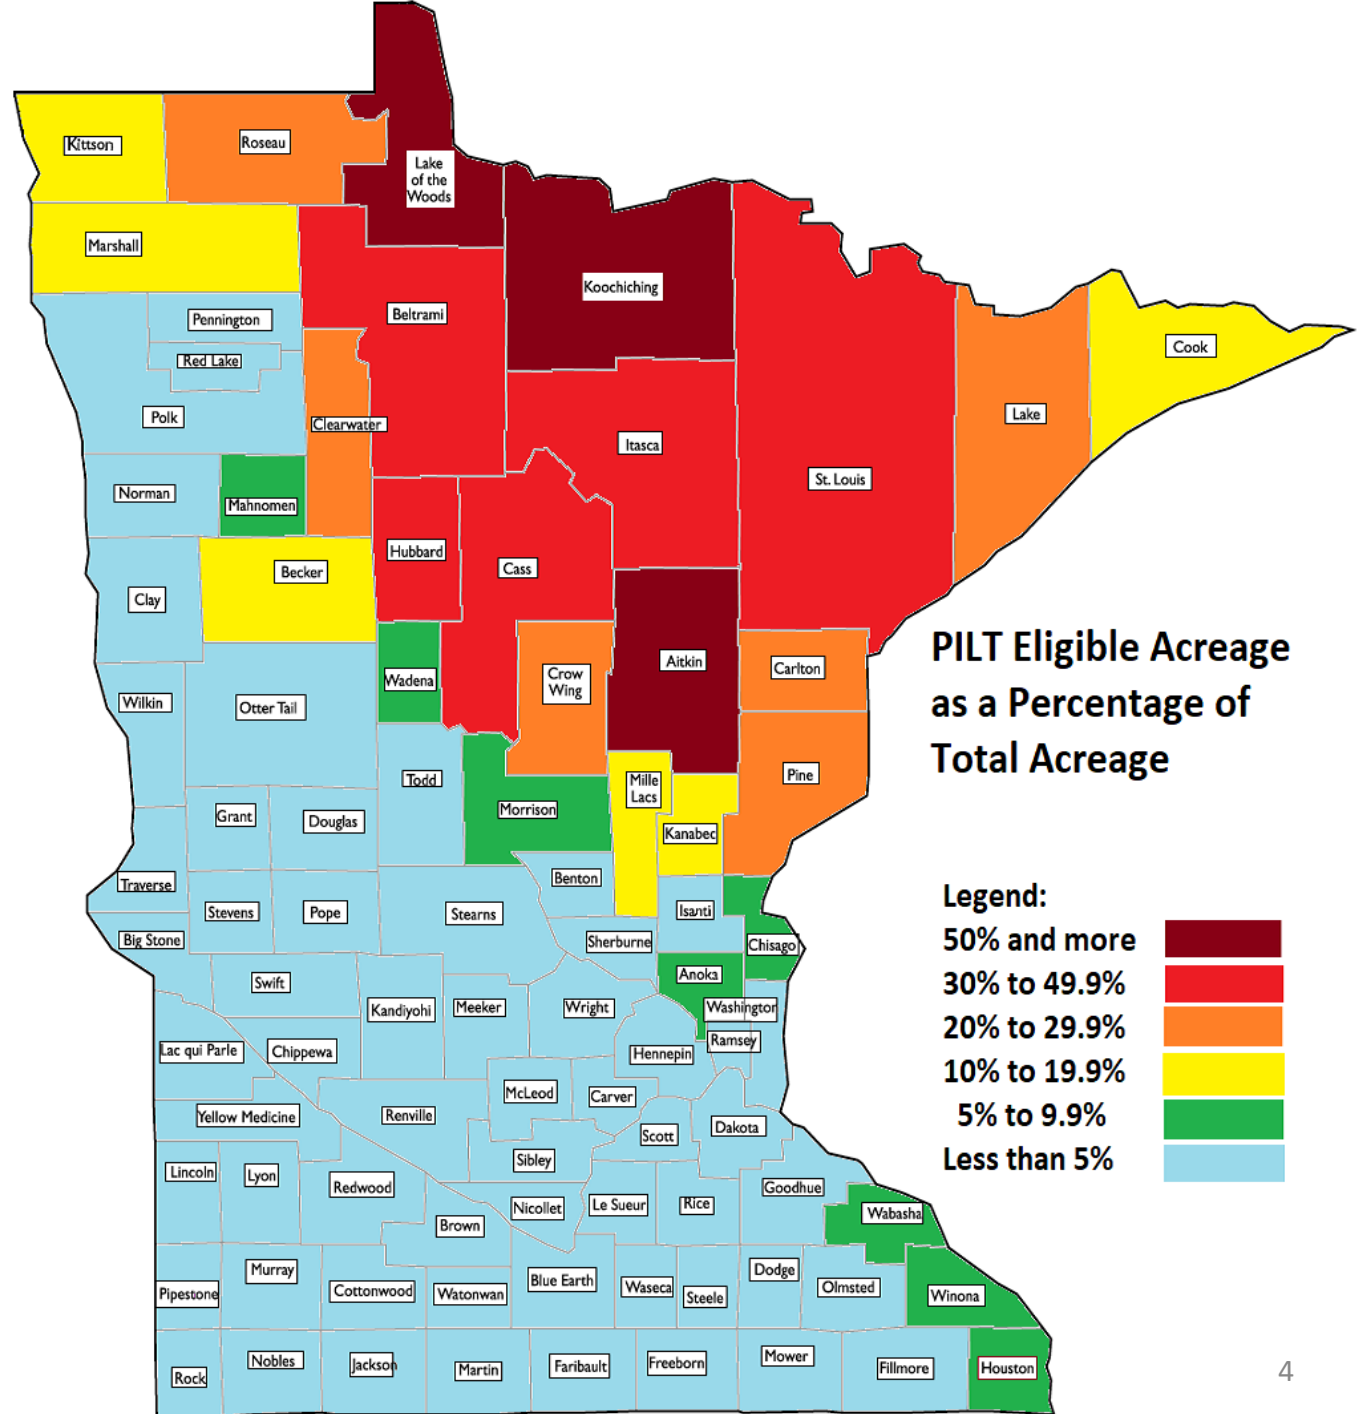 Kittson
Roseau
Lake
of the
Woods
Marshall
Koochiching
Beltrami
Pennington
Red Lake
Cook
Polk
Clearwater
Lake
Itasca
St. Louis
Norman
Mahnomen
Hubbard
Cass
Becker
Clay
Aitkin
Carlton
Crow
Wing
Wadena
Wilkin
Otter Tail
PILT Eligible Acreage
as a Percentage of
Total Acreage
Todd
Pine
Mille
Lacs
Morrison
Grant
Douglas
Kanabec
Benton
Traverse
Stevens
Pope
Stearns
Isanti
Big Stone
Sherburne
Chisago
Legend:
50% and more
30% to 49.9%
20% to 29.9%
10% to 19.9%
5% to 9.9%
Less than 5%
Swift
Anoka
Kandiyohi
Meeker
Wright
Washington
Lac qui Parle
Chippewa
Hennepin
Ramsey
McLeod
Carver
Yellow Medicine
Renville
Scott
Dakota
Sibley
Lincoln
Lyon
Redwood
Goodhue
Nicollet
Le Sueur
Rice
Wabasha
Brown
Murray
Pipestone
Cottonwood
Watonwan
Blue Earth
Waseca
Steele
Dodge
Olmsted
Winona
Rock
Nobles
Jackson
Martin
Faribault
Freeborn
Mower
Fillmore
Houston
4